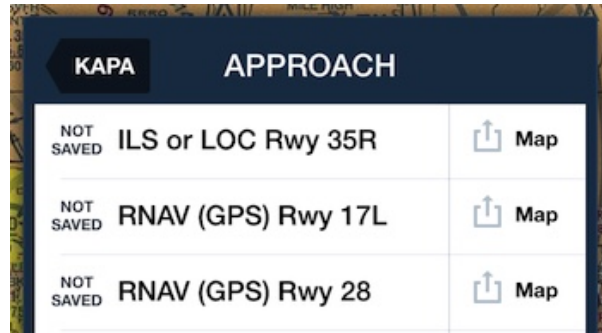 KAPA APPROACH
NOT SAVED ILS or LOC Rwy 35R Map
NOT SAVED RNAV (GPS) Rwy 17L Map
NOT SAVED RNAV (GPS) Rwy 28 Map